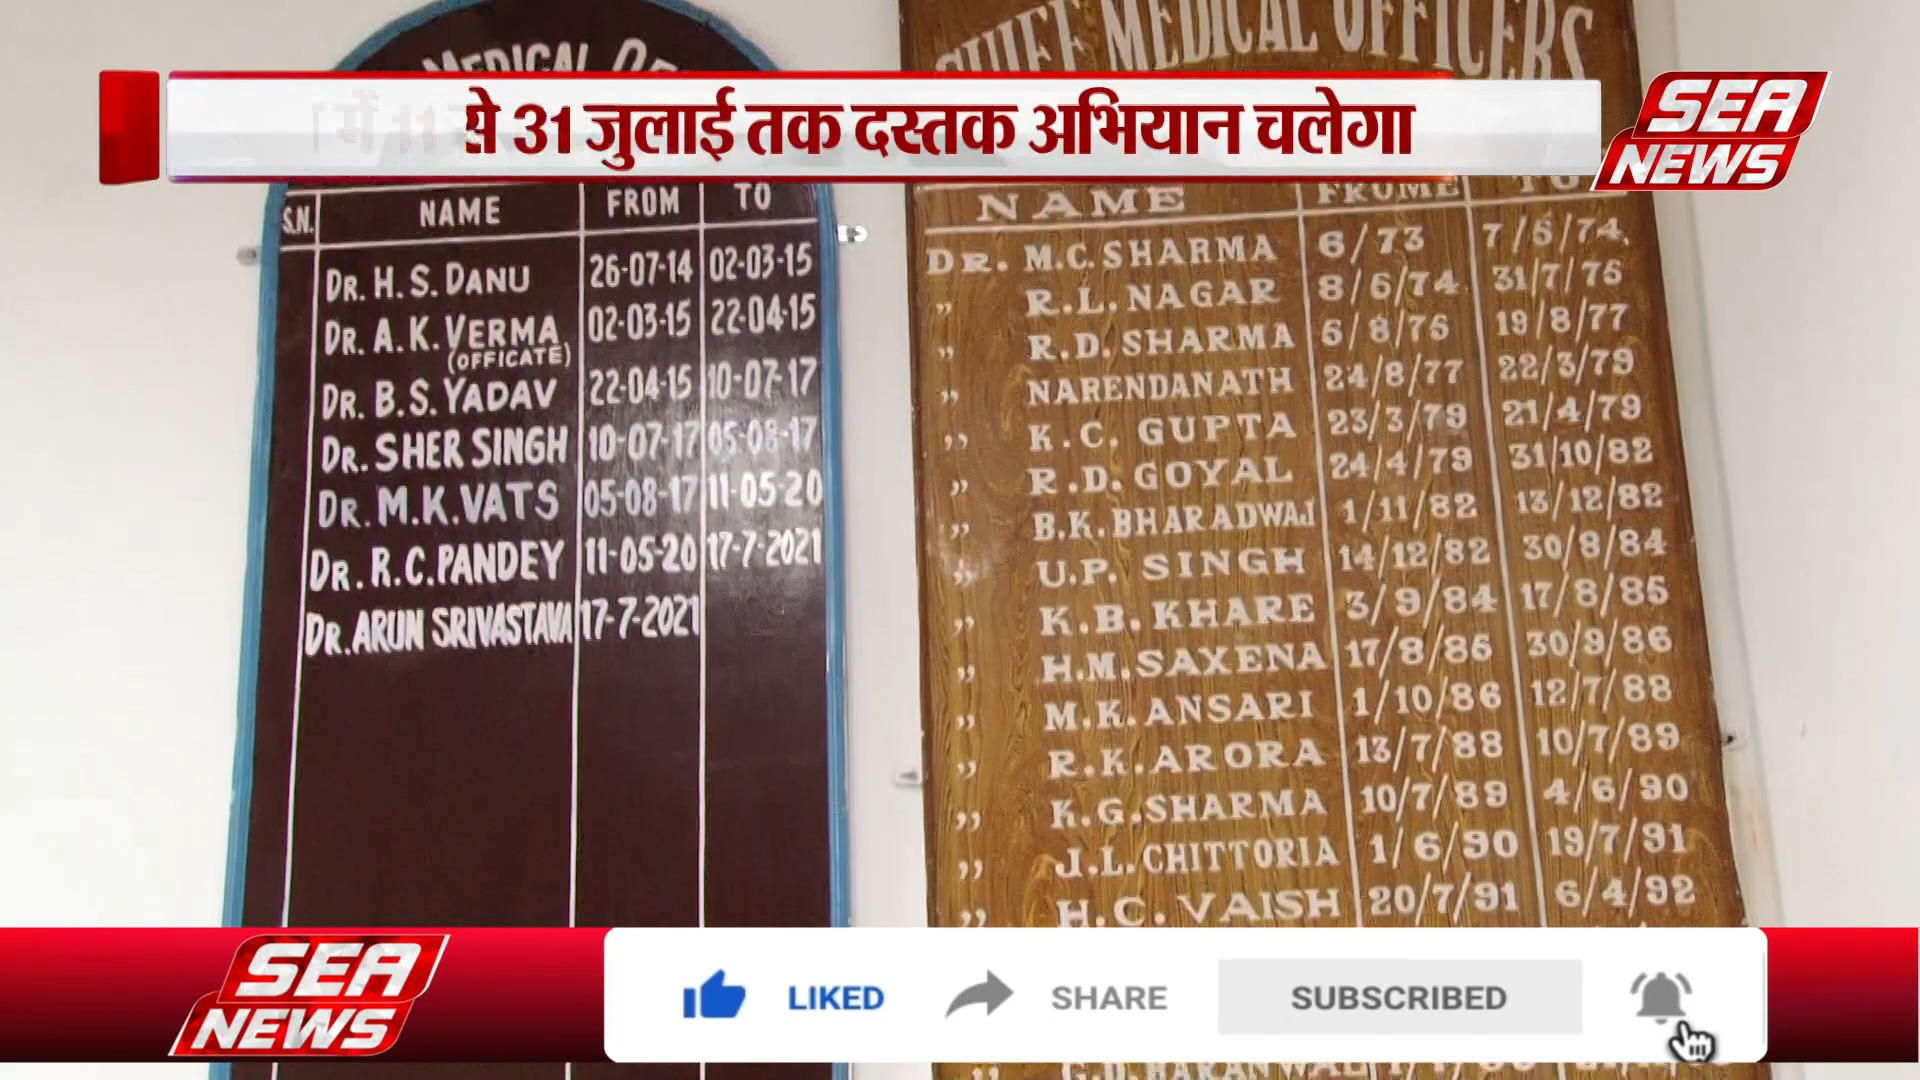 MEDICAL
CHIEF MEDICAL OFFICERS
से 31 जुलाई तक दस्तक अभियान चलेगा
SEA
NEWS
S.N. NAME FROM TO
DR. H. S. DANU 26-07-14 02-03-15
DR. A. K. VERMA 02-03-15 22-04-15
(OFFICATE)
DR. B. S. YADAV 22-04-15 10-07-17
DR. SHER SINGH 10-07-17 05-08-17
DR. M. K. VATS 05-08-17 11-05-20
DR. R. C. PANDEY 11-05-20 17-7-2021
DR. ARUN SRIVASTAVA 17-7-2021
NAME FROME TO
DR. M.C. SHARMA 6/73 7/6/74.
,, R.L. NAGAR 8/6/74 31/7/75
,, R.D. SHARMA 5/8/75 19/8/77
,, NARENDANATH 24/8/77 22/3/79
,, K.C. GUPTA 23/3/79 21/4/79
,, R.D. GOYAL 24/4/79 31/10/82
,, B.K. BHARADWAJ 1/11/82 13/12/82
,, U.P. SINGH 14/12/82 30/8/84
,, K.B. KHARE 3/9/84 17/8/85
,, H.M. SAXENA 17/8/85 30/9/86
,, M.K. ANSARI 1/10/86 12/7/88
,, R.K. ARORA 13/7/88 10/7/89
,, K.G. SHARMA 10/7/89 4/6/90
,, J.L. CHITTORIA 1/6/90 19/7/91
,, H.C. VAISH 20/7/91 6/4/92
SEA
NEWS
LIKED SHARE SUBSCRIBED